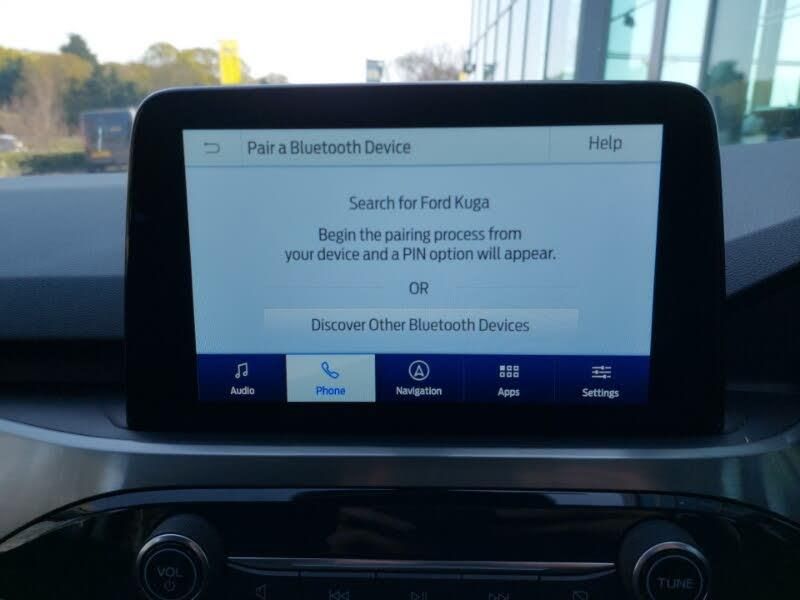 Pair a Bluetooth Device
Help
Search for Ford Kuga
Begin the pairing process from
your device and a PIN option will appear.
OR
Discover Other Bluetooth Devices
Audio
Phone
Navigation
Apps
Settings
VOL
TUNE